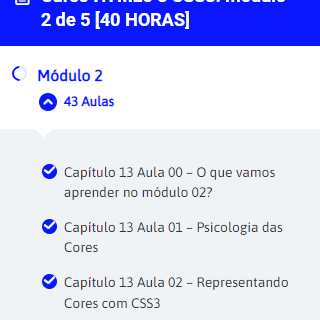 2 de 5 [40 HORAS]
Módulo 2
43 Aulas
Capítulo 13 Aula 00 – O que vamos
aprender no módulo 02?
Capítulo 13 Aula 01 – Psicologia das
Cores
Capítulo 13 Aula 02 – Representando
Cores com CSS3